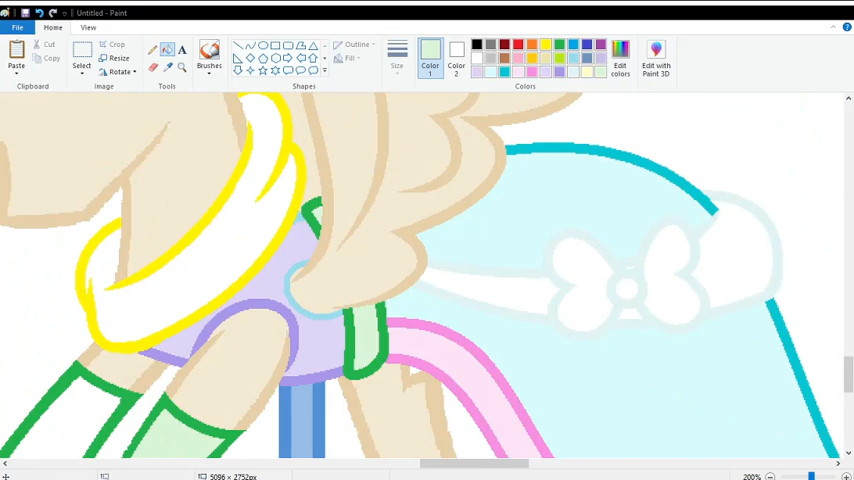 Untitled - Paint
File Home View
Paste
Cut
Copy
Clipboard
Select
Crop
Resize
Rotate
Image
A
Tools
Brushes
Outline
Fill
Shapes
Size
Color
1
Color
2
Edit
colors
Colors
Edit with
Paint 3D
5096 × 2752px
200%